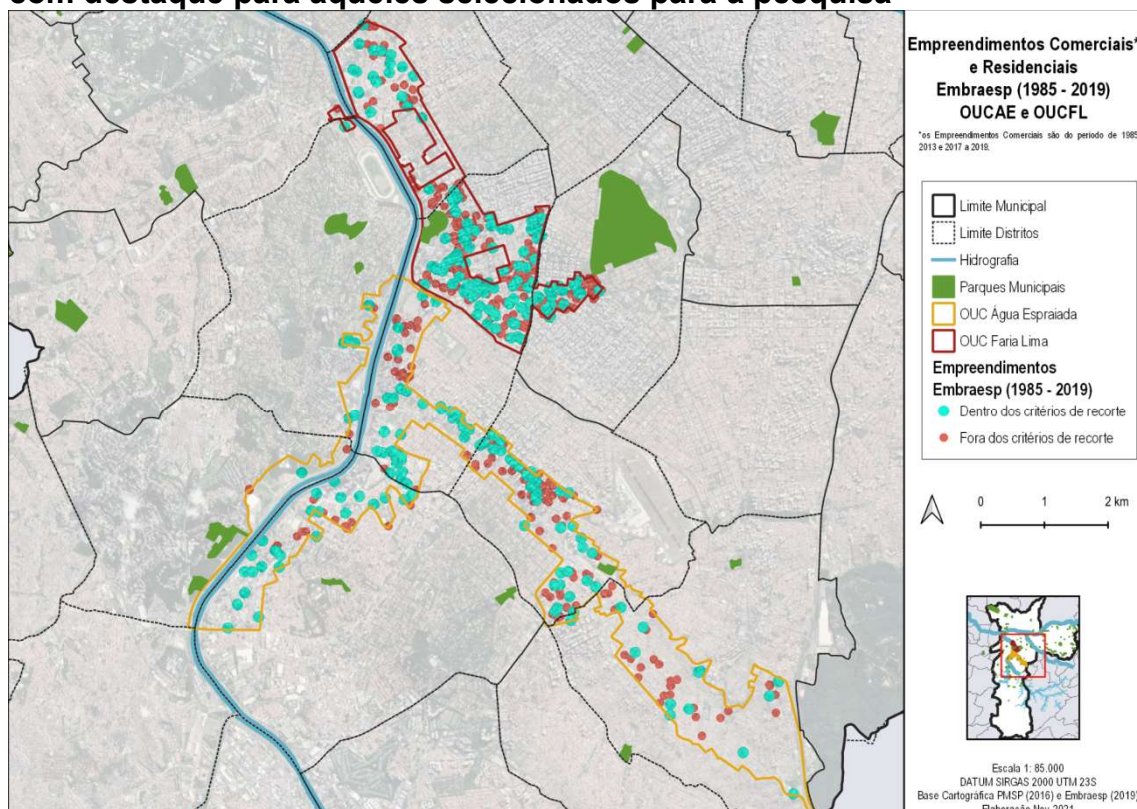 com destaque para aqueles selecionados para a pesquisa
Empreendimentos Comerciais*
e Residenciais
Embraesp (1985 - 2019)
OUCAE e OUCFL
*os Empreendimentos Comerciais são do período de 1985
2013 e 2017 a 2019.
Limite Municipal
Limite Distritos
Hidrografia
Parques Municipais
OUC Água Espraiada
OUC Faria Lima
Empreendimentos
Embraesp (1985 - 2019)
Dentro dos critérios de recorte
Fora dos critérios de recorte
0 1 2 km
Escala 1: 85.000
DATUM SIRGAS 2000 UTM 23S
Base Cartográfica PMSP (2016) e Embraesp (2019)
Elaboração Nov 2021